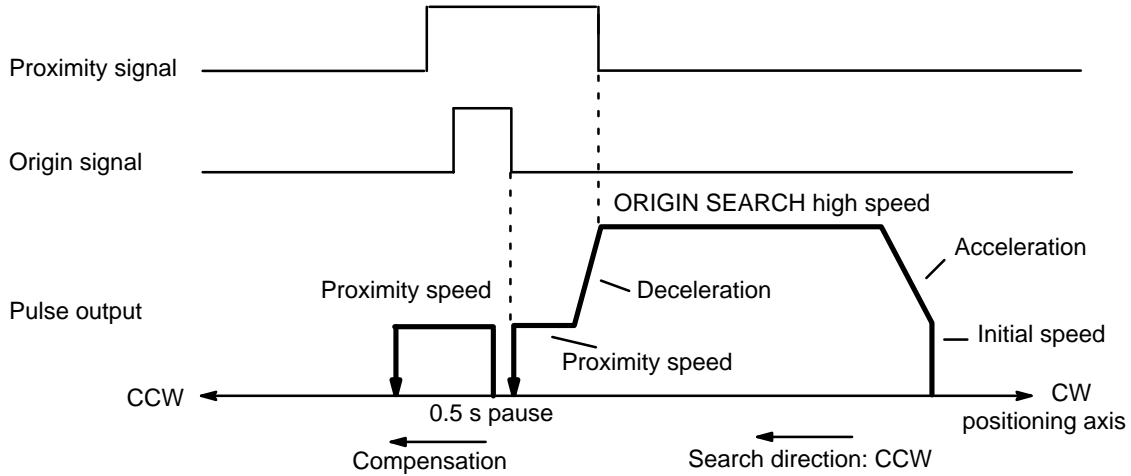 Proximity signal
Origin signal
ORIGIN SEARCH high speed
Acceleration
Proximity speed
Deceleration
Pulse output
Initial speed
Proximity speed
CCW
0.5 s pause
CW
positioning axis
Compensation
Search direction: CCW